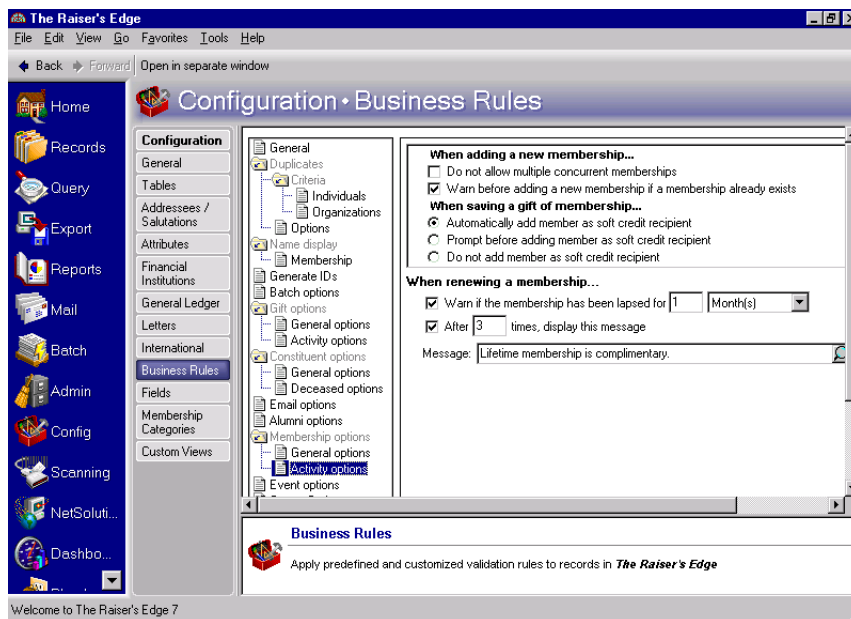 The Raiser's Edge
File Edit View Go Favorites Tools Help
Back Forward Open in separate window
Configuration · Business Rules
Home
Records
Query
Export
Reports
Mail
Batch
Admin
Config
Scanning
NetSoluti...
Dashbo...
Configuration
General
Tables
Addressees /
Salutations
Attributes
Financial
Institutions
General Ledger
Letters
International
Business Rules
Fields
Membership
Categories
Custom Views
General
Duplicates
Criteria
Individuals
Organizations
Options
Name display
Membership
Generate IDs
Batch options
Gift options
General options
Activity options
Constituent options
General options
Deceased options
Email options
Alumni options
Membership options
General options
Activity options
Event options
When adding a new membership...
Do not allow multiple concurrent memberships
Warn before adding a new membership if a membership already exists
When saving a gift of membership...
Automatically add member as soft credit recipient
Prompt before adding member as soft credit recipient
Do not add member as soft credit recipient
When renewing a membership...
Warn if the membership has been lapsed for 1 Month(s)
After 3 times, display this message
Message: Lifetime membership is complimentary.
Business Rules
Apply predefined and customized validation rules to records in The Raiser's Edge
Welcome to The Raiser's Edge 7